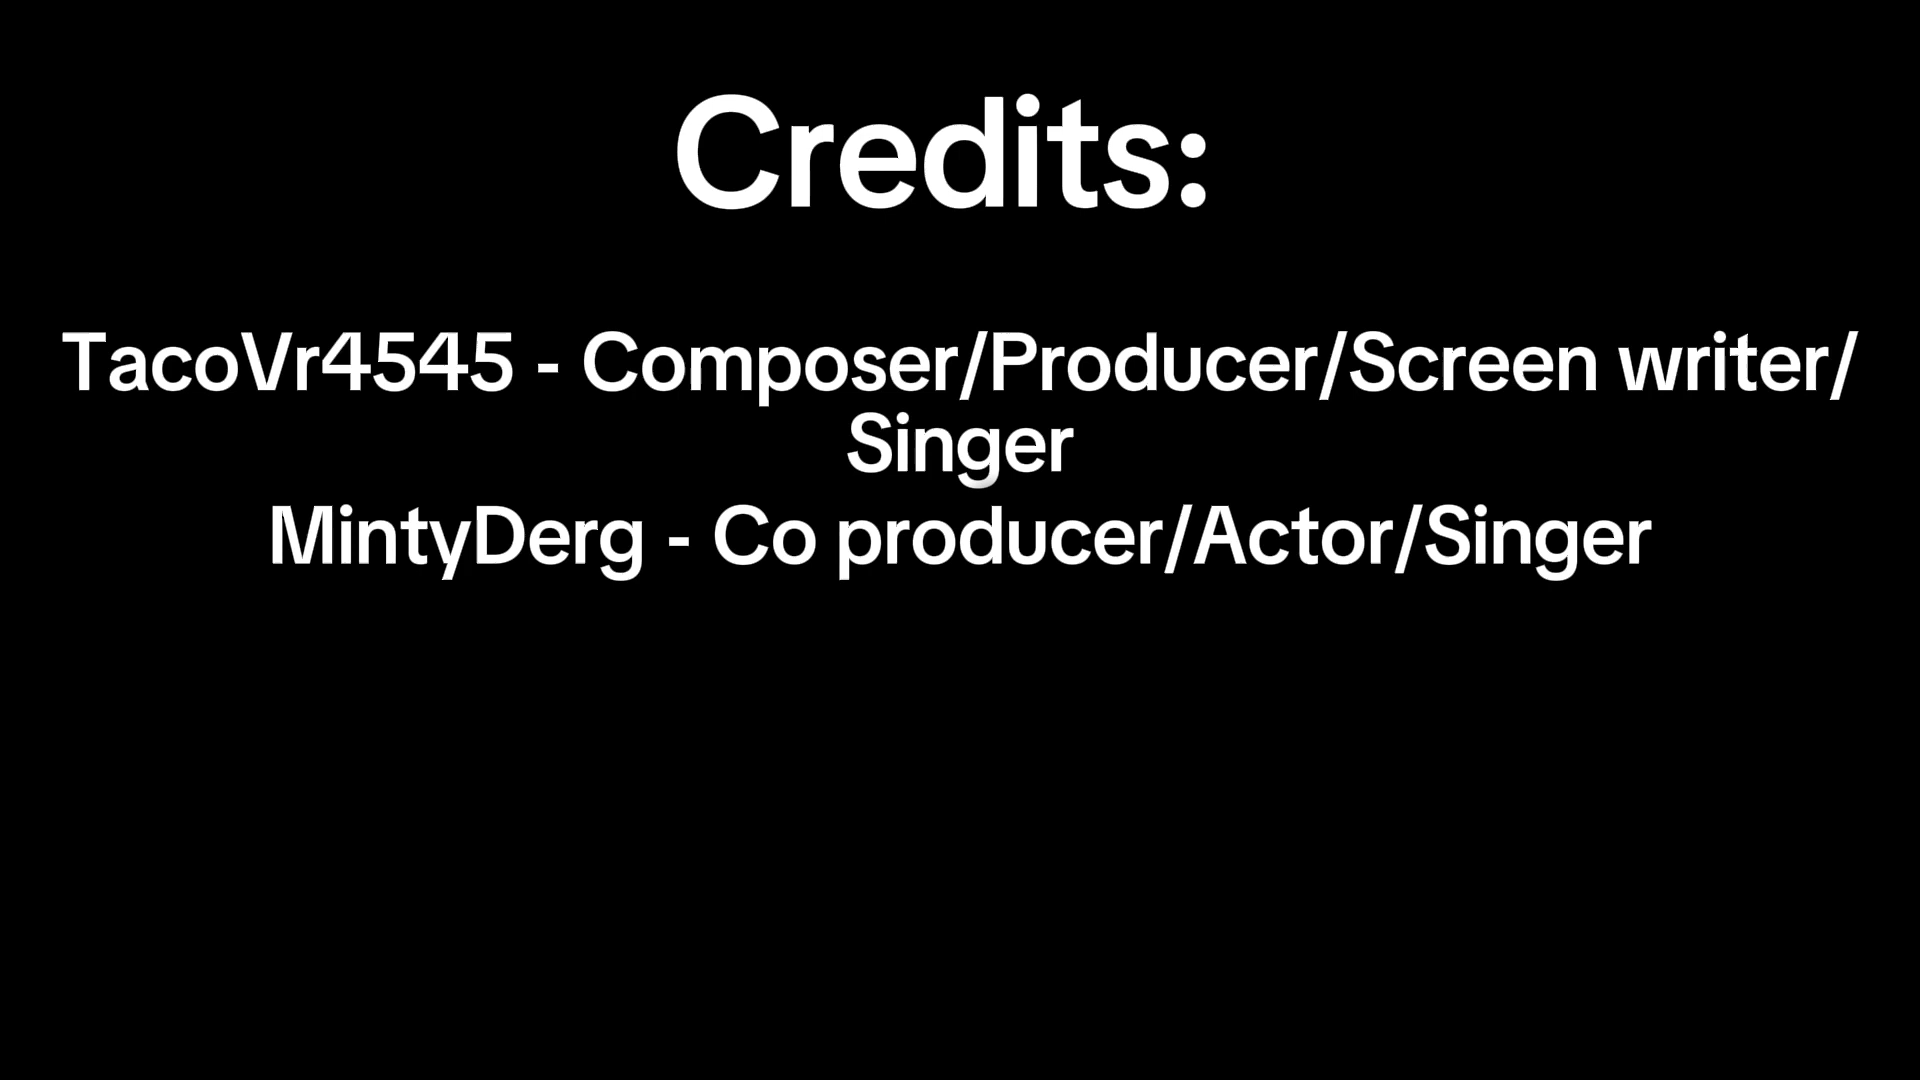 Credits:
TacoVr4545 - Composer/Producer/Screen writer/
Singer
MintyDerg - Co producer/Actor/Singer